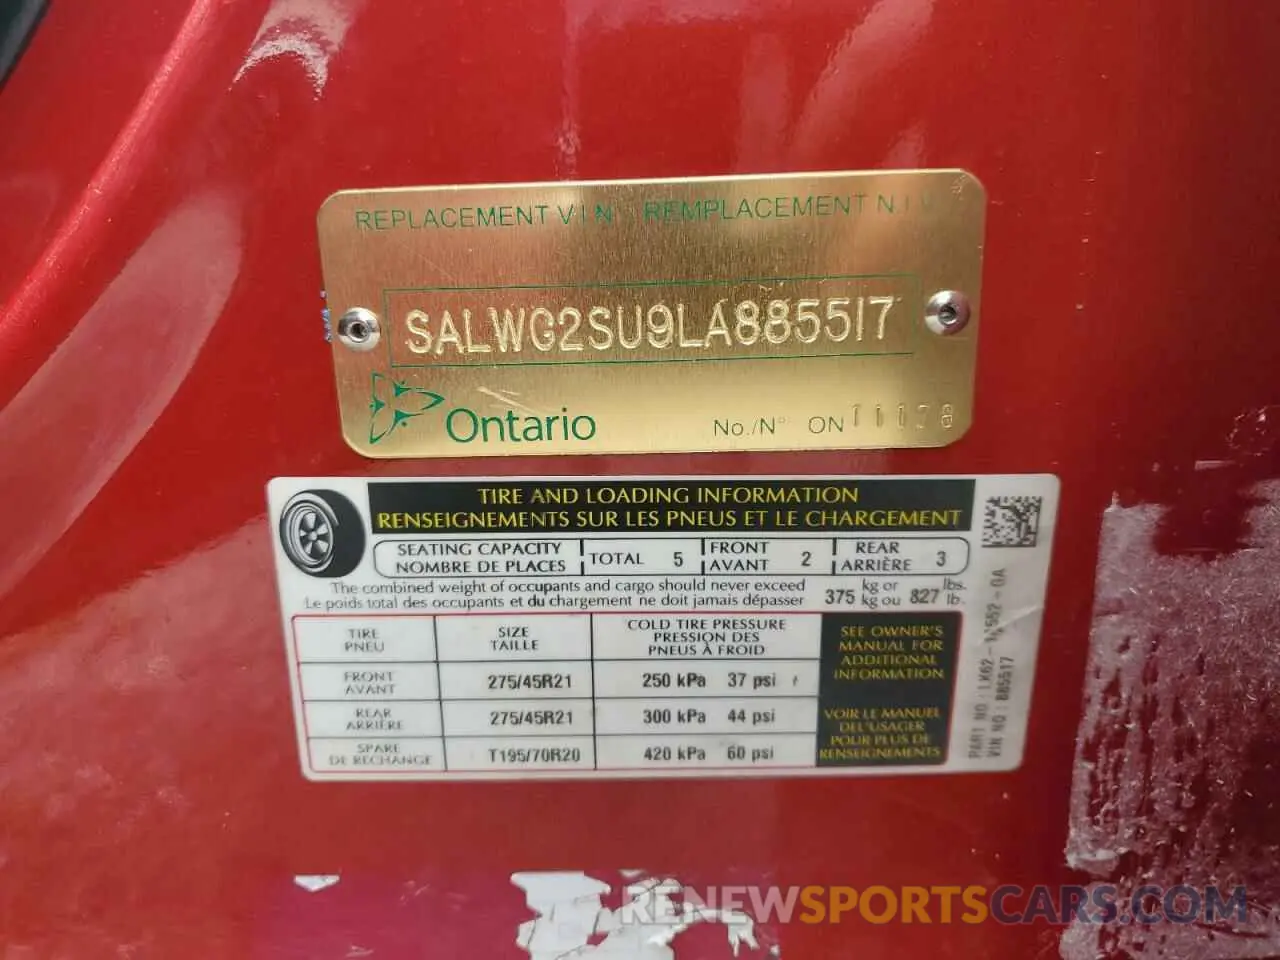 REPLACEMENT V.I.N. REMPLACEMENT N.I.V.
SALWG2SU9LA885517
Ontario
No./N° ON 11178
TIRE AND LOADING INFORMATION
RENSEIGNEMENTS SUR LES PNEUS ET LE CHARGEMENT
SEATING CAPACITY
NOMBRE DE PLACES
TOTAL 5
FRONT
AVANT 2
REAR
ARRIÈRE 3
The combined weight of occupants and cargo should never exceed
Le poids total des occupants et du chargement ne doit jamais dépasser
375 kg or
kg ou 827 lbs.
lb.
TIRE
PNEU
SIZE
TAILLE
COLD TIRE PRESSURE
PRESSION DES
PNEUS À FROID
FRONT
AVANT
275/45R21
250 kPa 37 psi
REAR
ARRIÈRE
275/45R21
300 kPa 44 psi
SPARE
DE RECHANGE
T195/70R20
420 kPa 60 psi
SEE OWNER'S
MANUAL FOR
ADDITIONAL
INFORMATION
VOIR LE MANUEL
DE L'USAGER
POUR PLUS DE
RENSEIGNEMENTS
PART NO : LK62 -
VIN NO : 885517
RENEWSPORTSCARS.COM